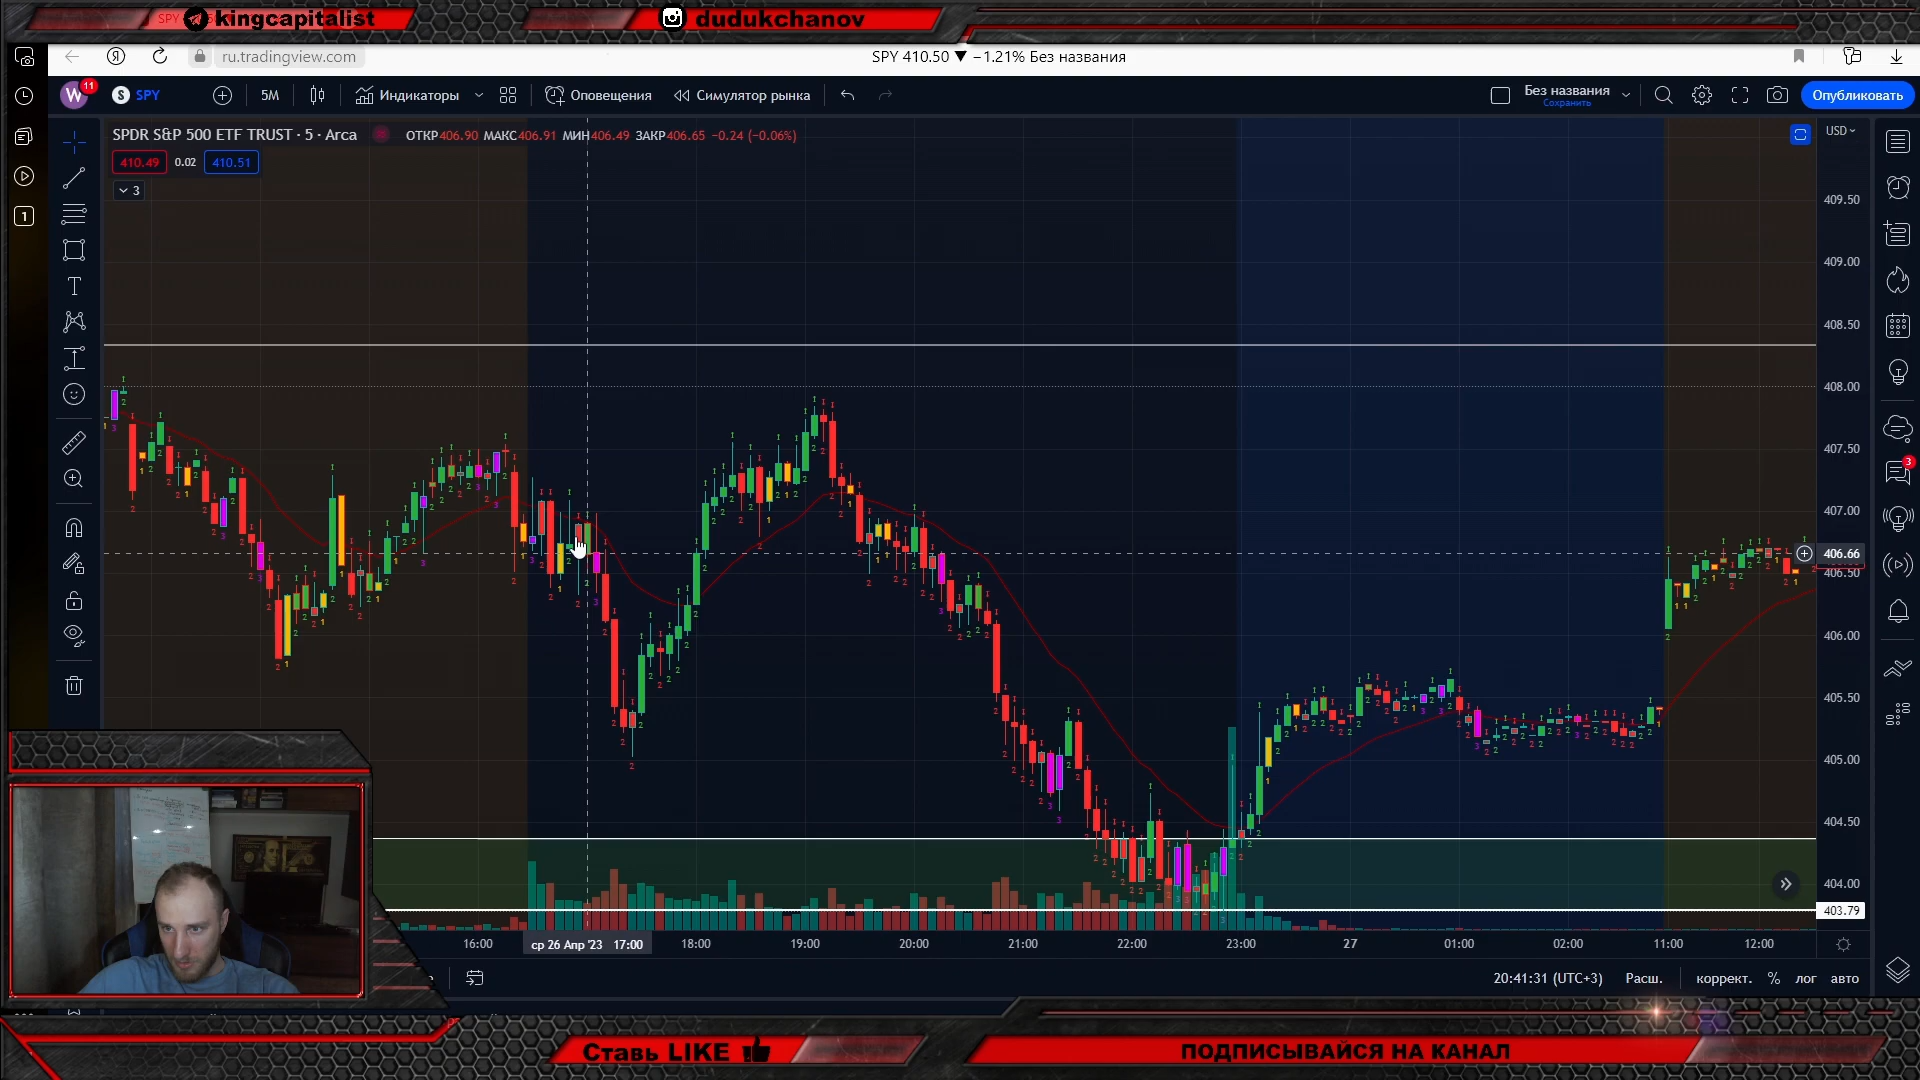 SPY
kingcapitalist
dudukchanov
Я
ru.tradingview.com
SPY 410.50 ▼ −1.21% Без названия
W
11
S
SPY
5М
Индикаторы
Оповещения
Симулятор рынка
Без названия
Сохранить
Опубликовать
1
SPDR S&P 500 ETF TRUST · 5 · Arca
ОТКР406.90 МАКС406.91 МИН406.49 ЗАКР406.65 −0.24 (−0.06%)
USD
410.49
0.02
410.51
3
409.50
409.00
408.50
408.00
407.50
407.00
406.66
406.50
406.00
405.50
405.00
404.50
404.00
403.79
3
16:00
ср 26 Апр '23 17:00
18:00
19:00
20:00
21:00
22:00
23:00
27
01:00
02:00
11:00
12:00
20:41:31 (UTC+3)
Расш.
коррект.
%
лог
авто
Ставь LIKE
ПОДПИСЫВАЙСЯ НА КАНАЛ